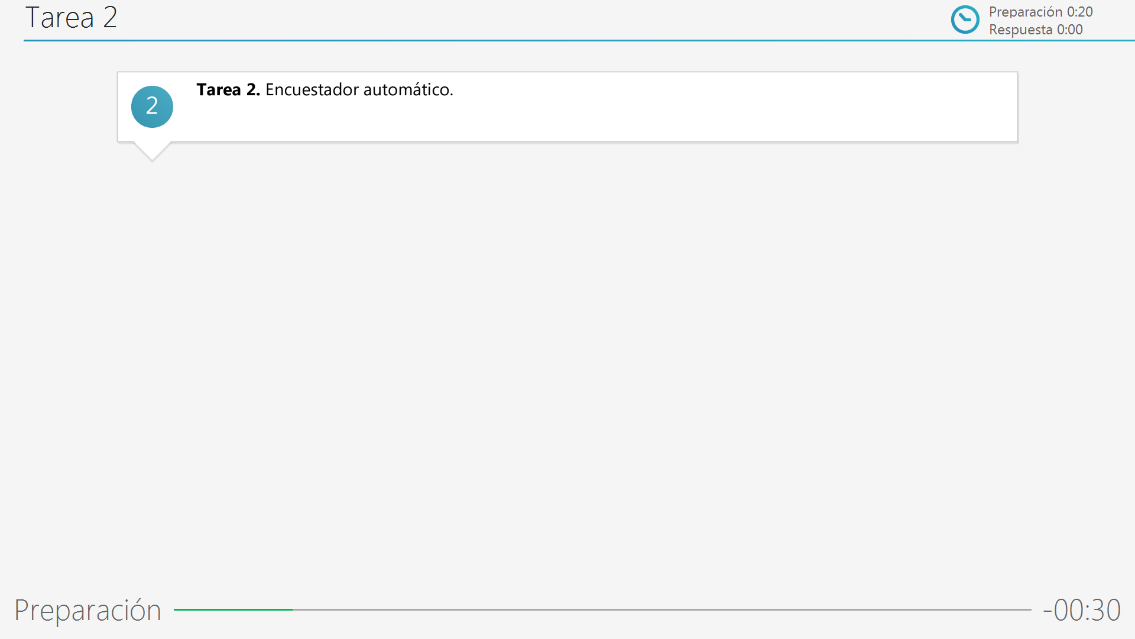 Tarea 2
Preparación 0:20
Respuesta 0:00
2
Tarea 2. Encuestador automático.
Preparación
-00:30